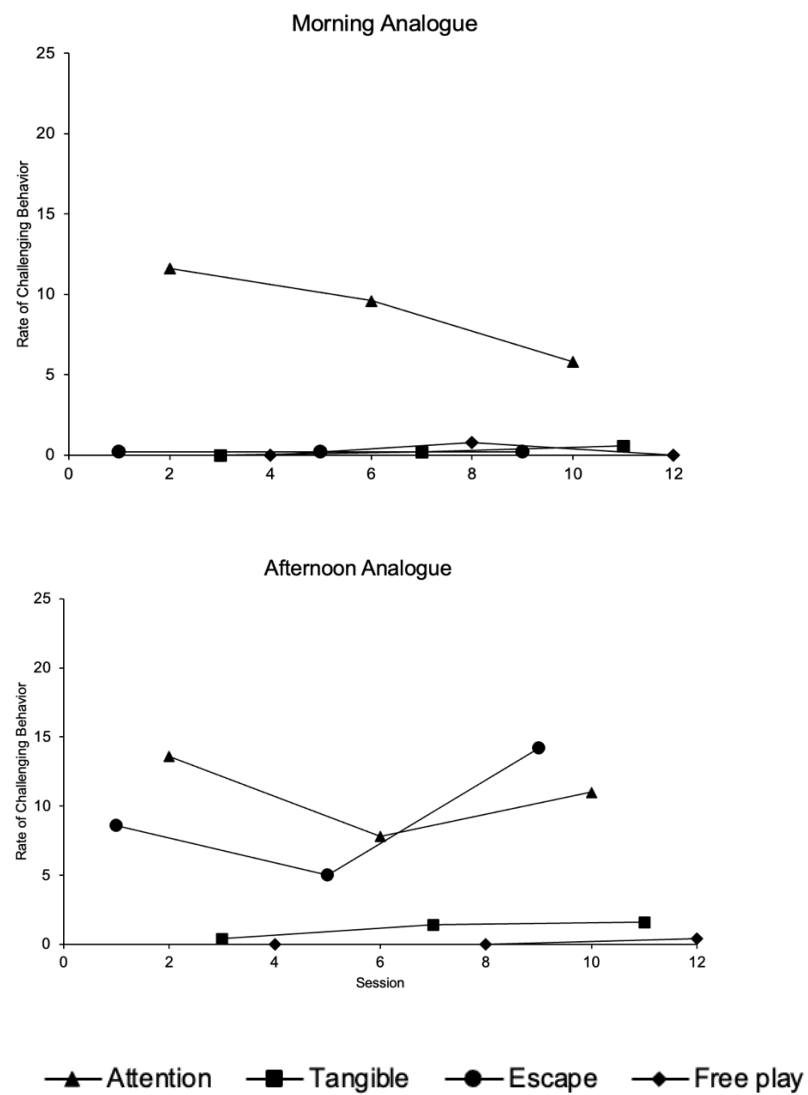 Morning Analogue
25
20
15
10
5
0
Rate of Challenging Behavior
0 2 4 6 8 10 12
Afternoon Analogue
25
20
15
10
5
0
Rate of Challenging Behavior
0 2 4 6 8 10 12
Session
Attention Tangible Escape Free play